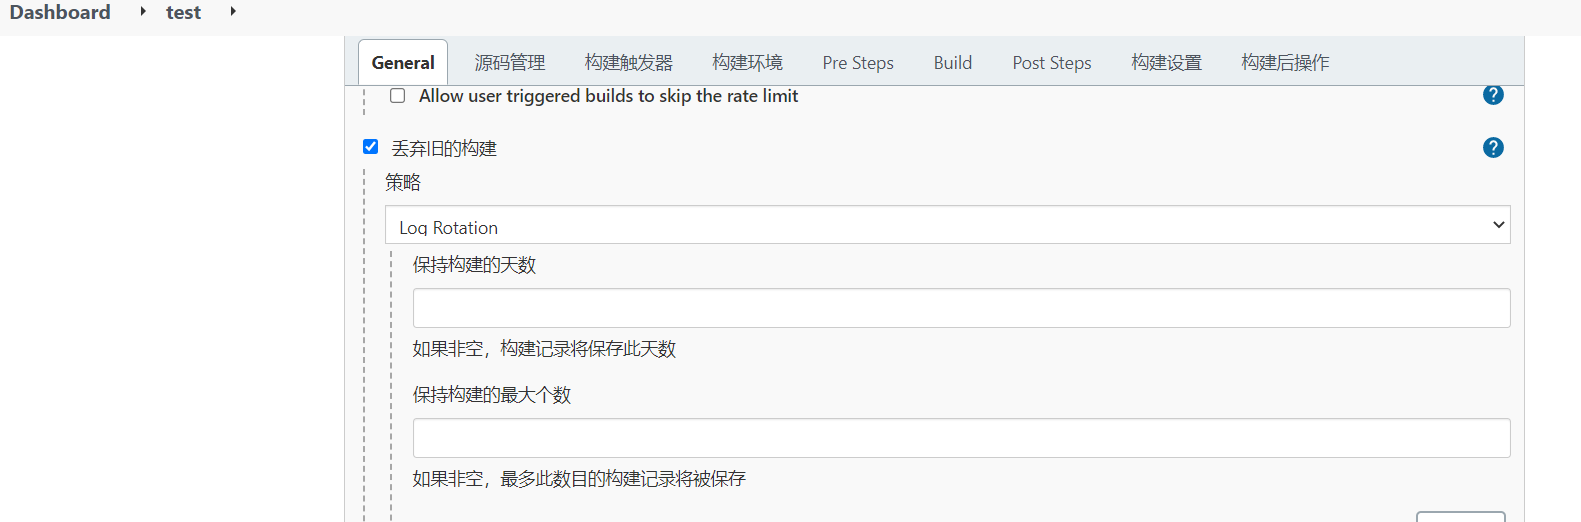 Dashboard test
General 源码管理 构建触发器 构建环境 Pre Steps Build Post Steps 构建设置 构建后操作
Allow user triggered builds to skip the rate limit ?
丢弃旧的构建 ?
策略
Log Rotation
保持构建的天数
如果非空，构建记录将保存此天数
保持构建的最大个数
如果非空，最多此数目的构建记录将被保存